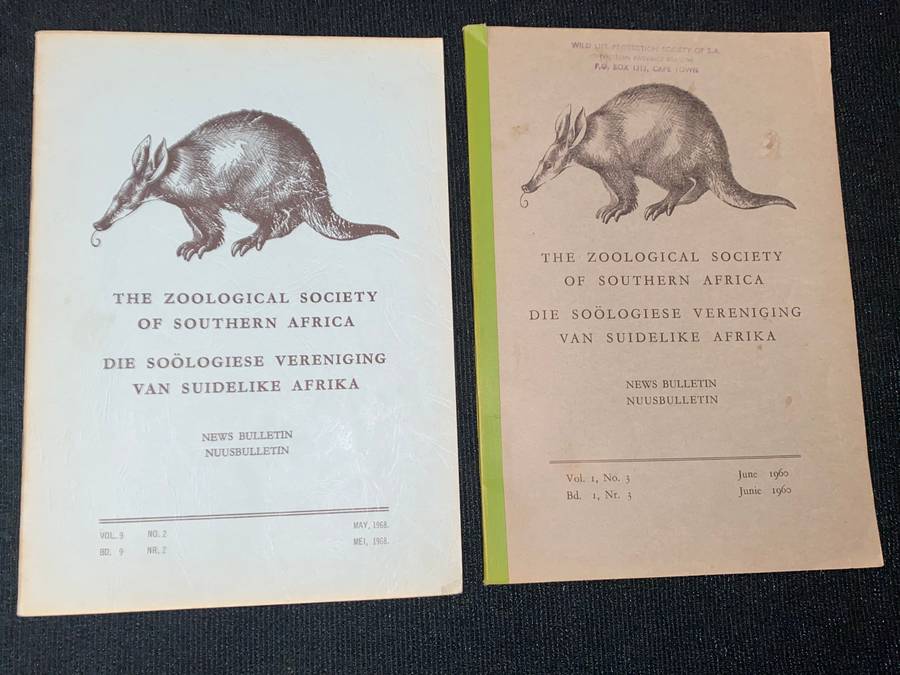 THE ZOOLOGICAL SOCIETY
OF SOUTHERN AFRICA
DIE SOÖLOGIESE VERENIGING
VAN SUIDELIKE AFRIKA
NEWS BULLETIN
NUUSBULLETIN
VOL. 9 NO. 2 MAY, 1968.
BD. 9 NR. 2 MEI, 1968.
WILD LIFE PROTECTION SOCIETY OF S.A.
P.O. BOX 1317, CAPE TOWN
THE ZOOLOGICAL SOCIETY
OF SOUTHERN AFRICA
DIE SOÖLOGIESE VERENIGING
VAN SUIDELIKE AFRIKA
NEWS BULLETIN
NUUSBULLETIN
Vol. 1, No. 3 June 1960
Bd. 1, Nr. 3 Junie 1960